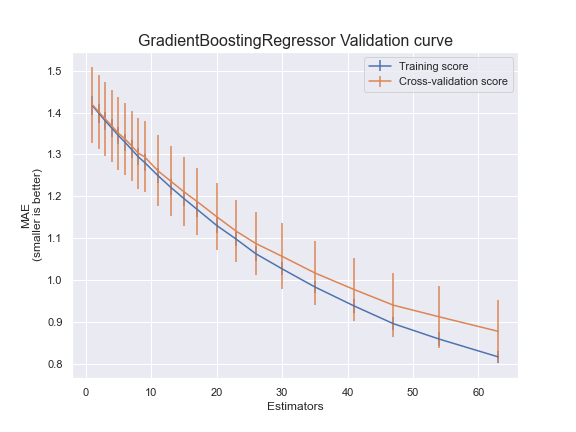 GradientBoostingRegressor Validation curve
Training score
Cross-validation score
MAE
(smaller is better)
1.5
1.4
1.3
1.2
1.1
1.0
0.9
0.8
0 10 20 30 40 50 60
Estimators